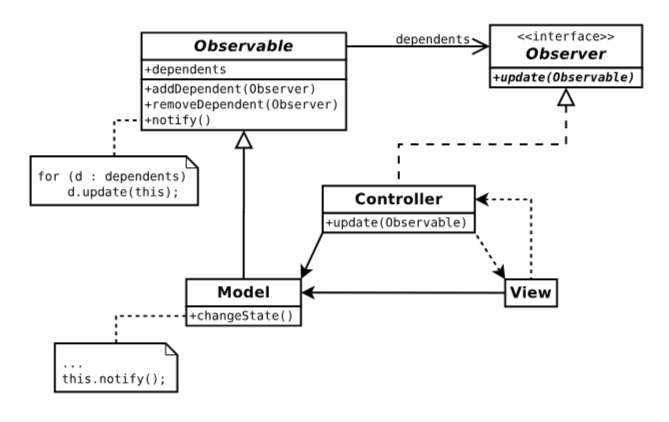 Observable
+dependents
+addDependent(Observer)
+removeDependent(Observer)
+notify()
dependents
<<interface>>
Observer
+update(Observable)
for (d : dependents)
d.update(this);
Controller
+update(Observable)
Model
+changeState()
View
...
this.notify();